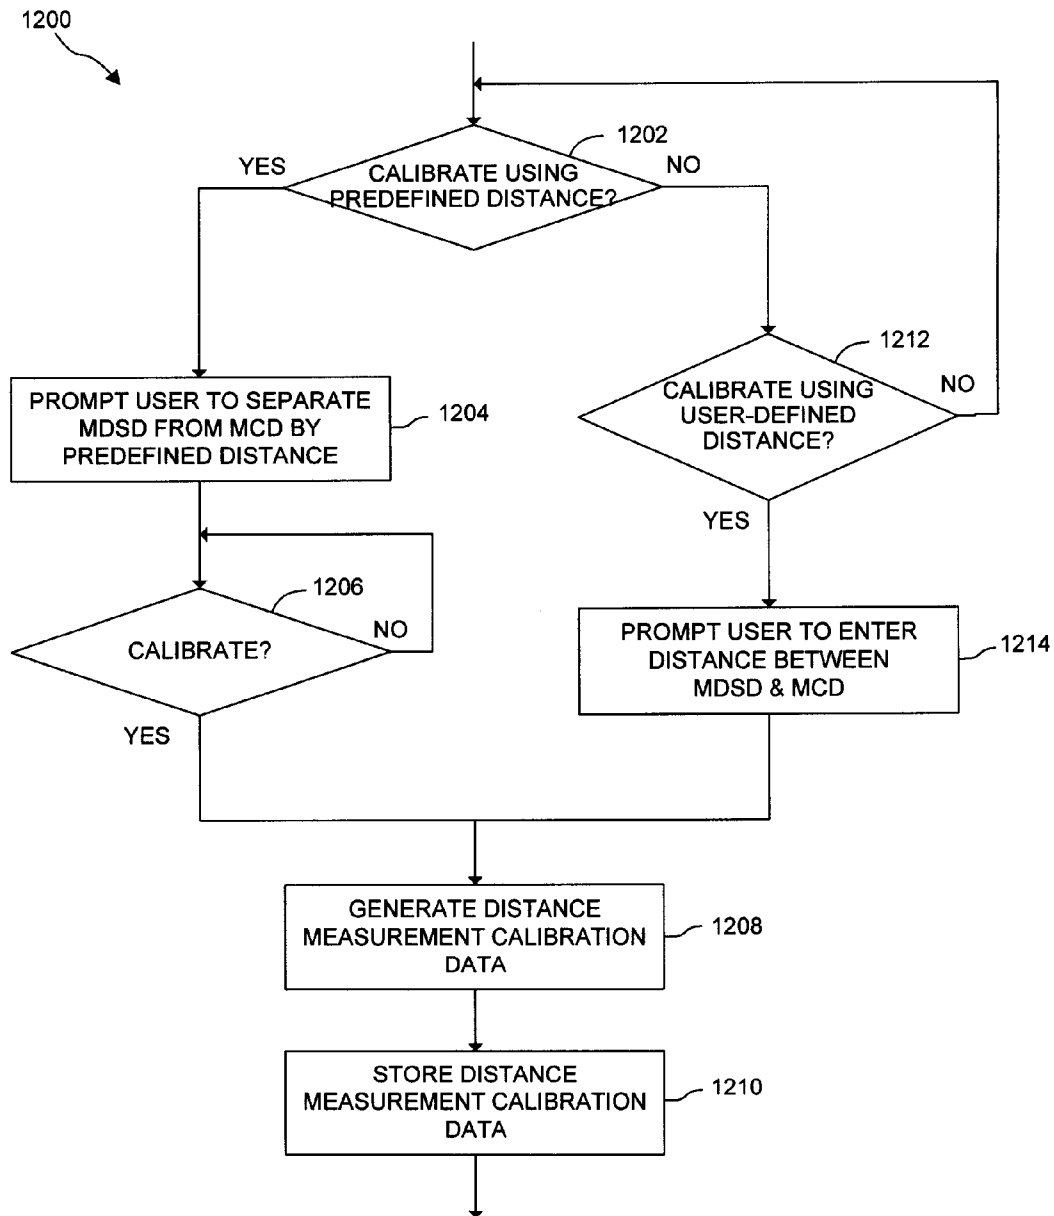 1200
1202
YES
NO
CALIBRATE USING
PREDEFINED DISTANCE?
1212
CALIBRATE USING
USER-DEFINED
DISTANCE?
NO
YES
PROMPT USER TO SEPARATE
MDSD FROM MCD BY
PREDEFINED DISTANCE
1204
1206
CALIBRATE?
NO
YES
PROMPT USER TO ENTER
DISTANCE BETWEEN
MDSD & MCD
1214
GENERATE DISTANCE
MEASUREMENT CALIBRATION
DATA
1208
STORE DISTANCE
MEASUREMENT CALIBRATION
DATA
1210